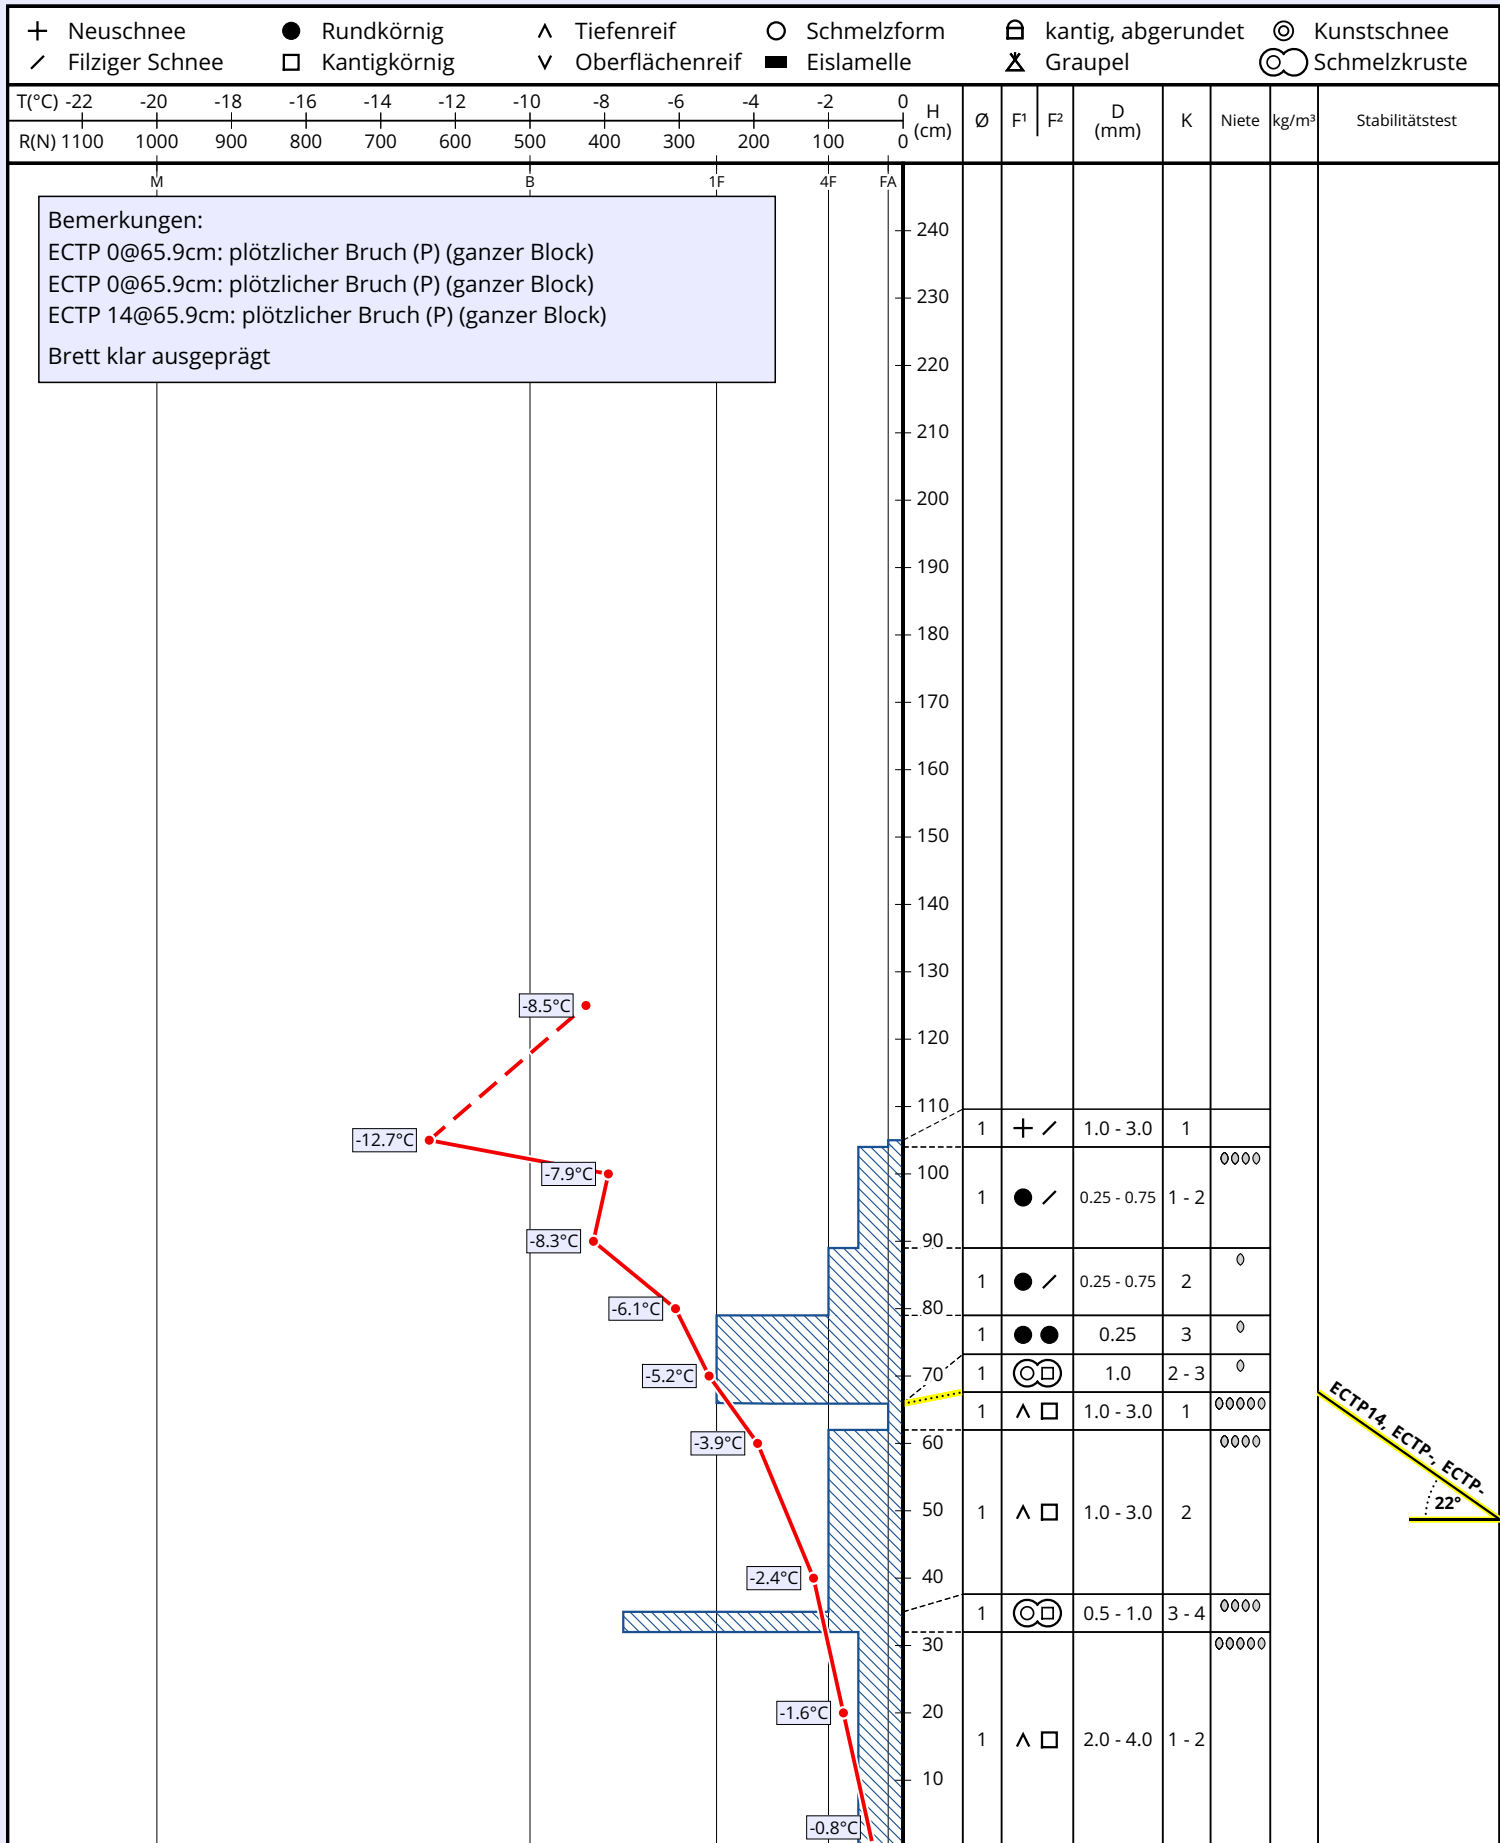 Neuschnee Rundkörnig Tiefenreif Schmelzform kantig, abgerundet Kunstschnee
Filziger Schnee Kantigkörnig Oberflächenreif Eislamelle Graupel Schmelzkruste
T(°C) -22 -20 -18 -16 -14 -12 -10 -8 -6 -4 -2 0
R(N) 1100 1000 900 800 700 600 500 400 300 200 100 0
H (cm) Ø F¹ F² D (mm) K Niete kg/m³ Stabilitätstest
M B 1F 4F FA
Bemerkungen:
ECTP 0@65.9cm: plötzlicher Bruch (P) (ganzer Block)
ECTP 0@65.9cm: plötzlicher Bruch (P) (ganzer Block)
ECTP 14@65.9cm: plötzlicher Bruch (P) (ganzer Block)
Brett klar ausgeprägt
240
230
220
210
200
190
180
170
160
150
140
130
-8.5°C
120
110
1 + / 1.0 - 3.0 1
-12.7°C
-7.9°C 100
1 ● / 0.25 - 0.75 1 - 2
-8.3°C 90
1 ● / 0.25 - 0.75 2
-6.1°C 80
1 ● ● 0.25 3
-5.2°C 70
1 1.0 2 - 3
1 ∧ □ 1.0 - 3.0 1
-3.9°C 60
ECTP14, ECTP-, ECTP-
22°
50
1 ∧ □ 1.0 - 3.0 2
-2.4°C 40
1 0.5 - 1.0 3 - 4
30
-1.6°C 20
1 ∧ □ 2.0 - 4.0 1 - 2
10
-0.8°C